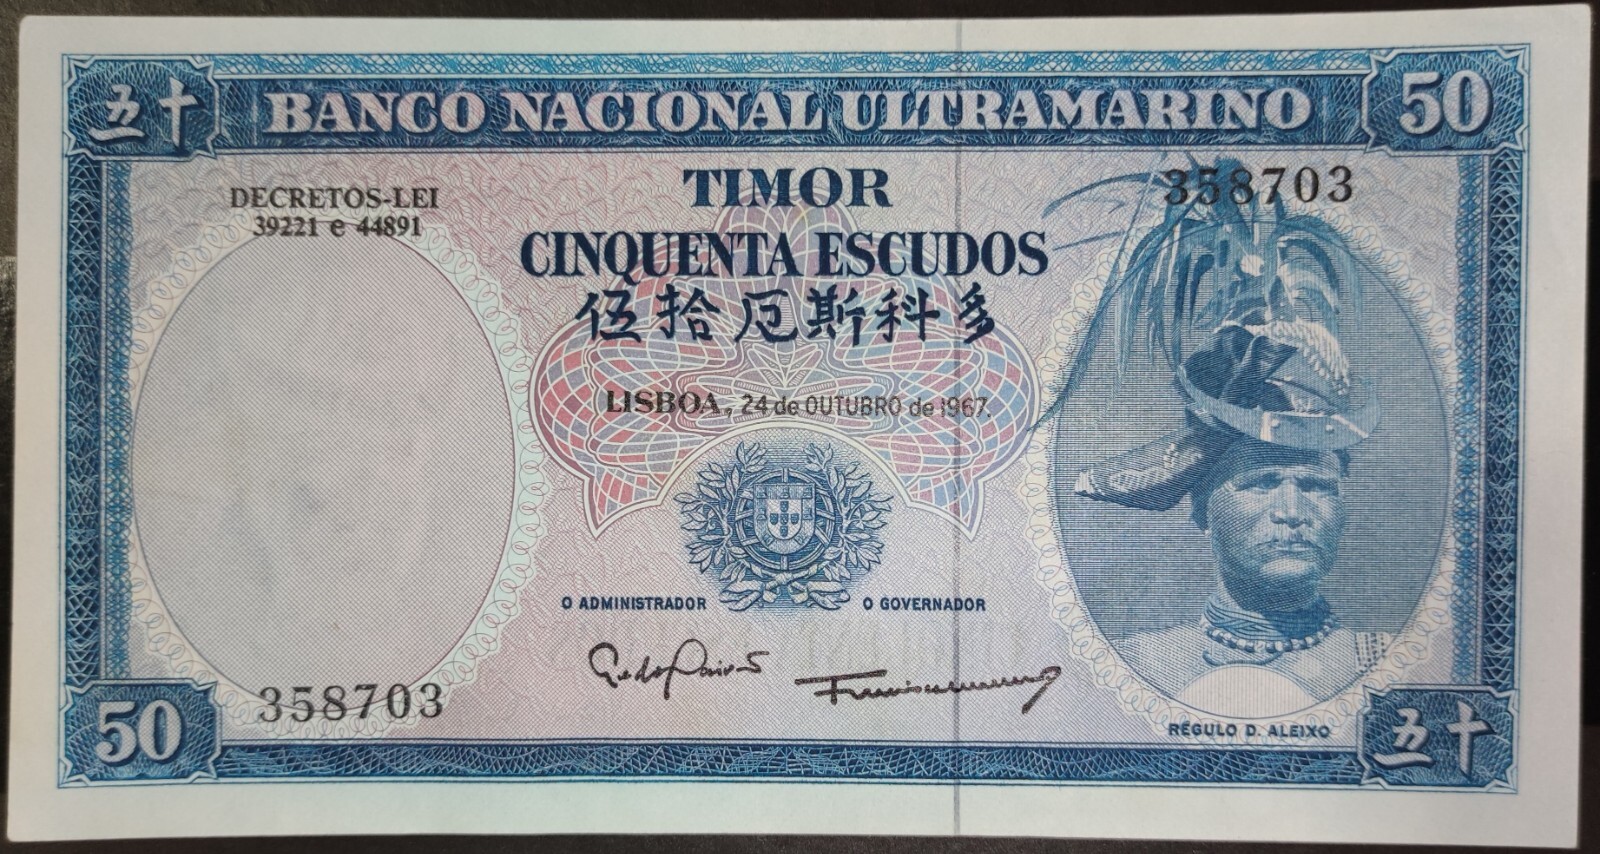 五十 BANCO NACIONAL ULTRAMARINO 50
DECRETOS-LEI
39221 e 44891
TIMOR
358703
CINQUENTA ESCUDOS
伍拾厄斯科多
LISBOA, 24 de OUTUBRO de 1967.
O ADMINISTRADOR O GOVERNADOR
358703
RÉGULO D. ALEIXO
50 五十